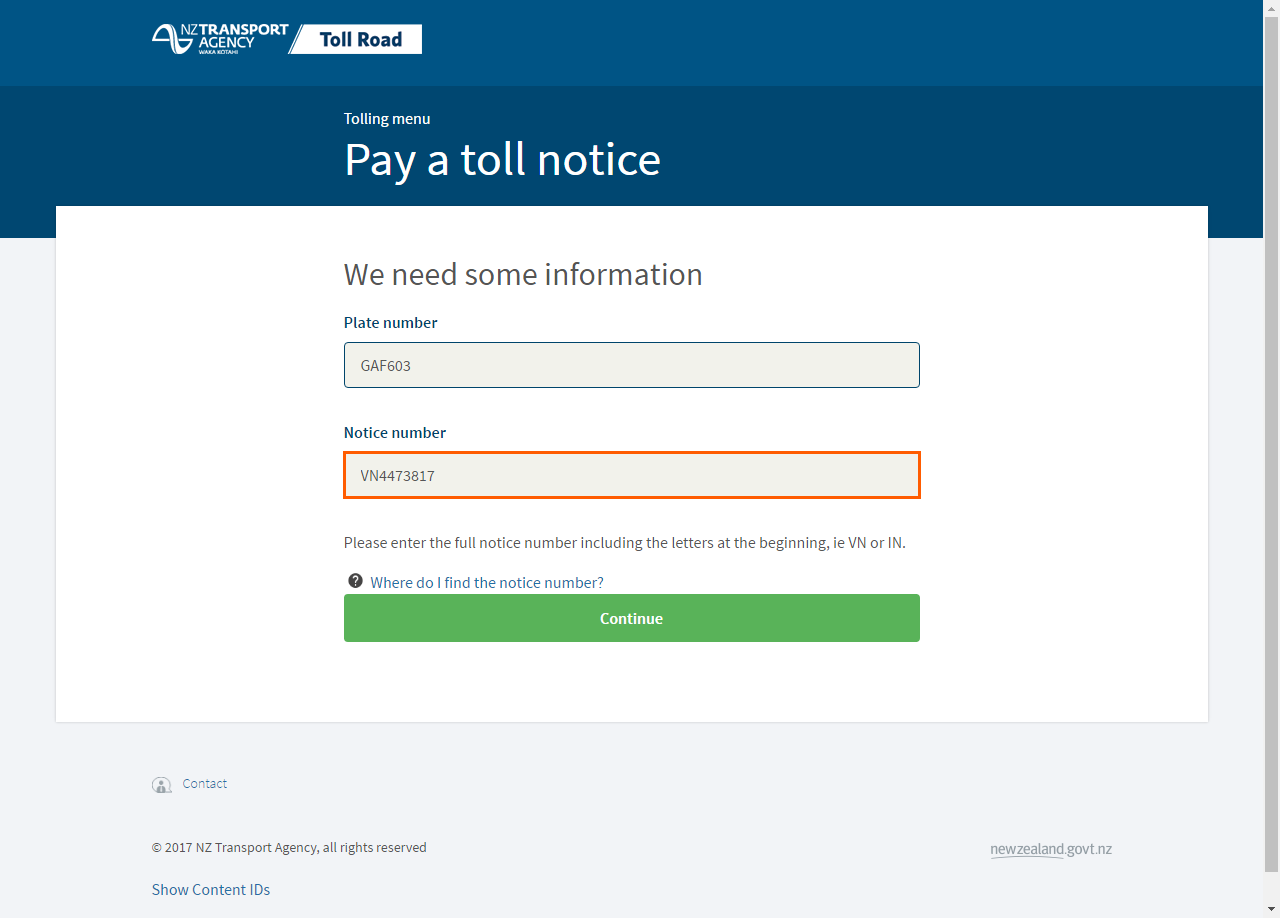 NZTRANSPORT
AGENCY
WAKA KOTAHI
Toll Road
Tolling menu
Pay a toll notice
We need some information
Plate number
GAF603
Notice number
VN4473817
Please enter the full notice number including the letters at the beginning, ie VN or IN.
? Where do I find the notice number?
Continue
Contact
© 2017 NZ Transport Agency, all rights reserved
newzealand.govt.nz
Show Content IDs